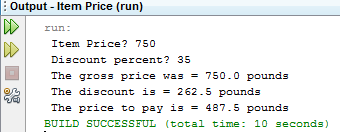 Output - Item Price (run)
run:
Item Price? 750
Discount percent? 35
The gross price was = 750.0 pounds
The discount is = 262.5 pounds
The price to pay is = 487.5 pounds
BUILD SUCCESSFUL (total time: 10 seconds)